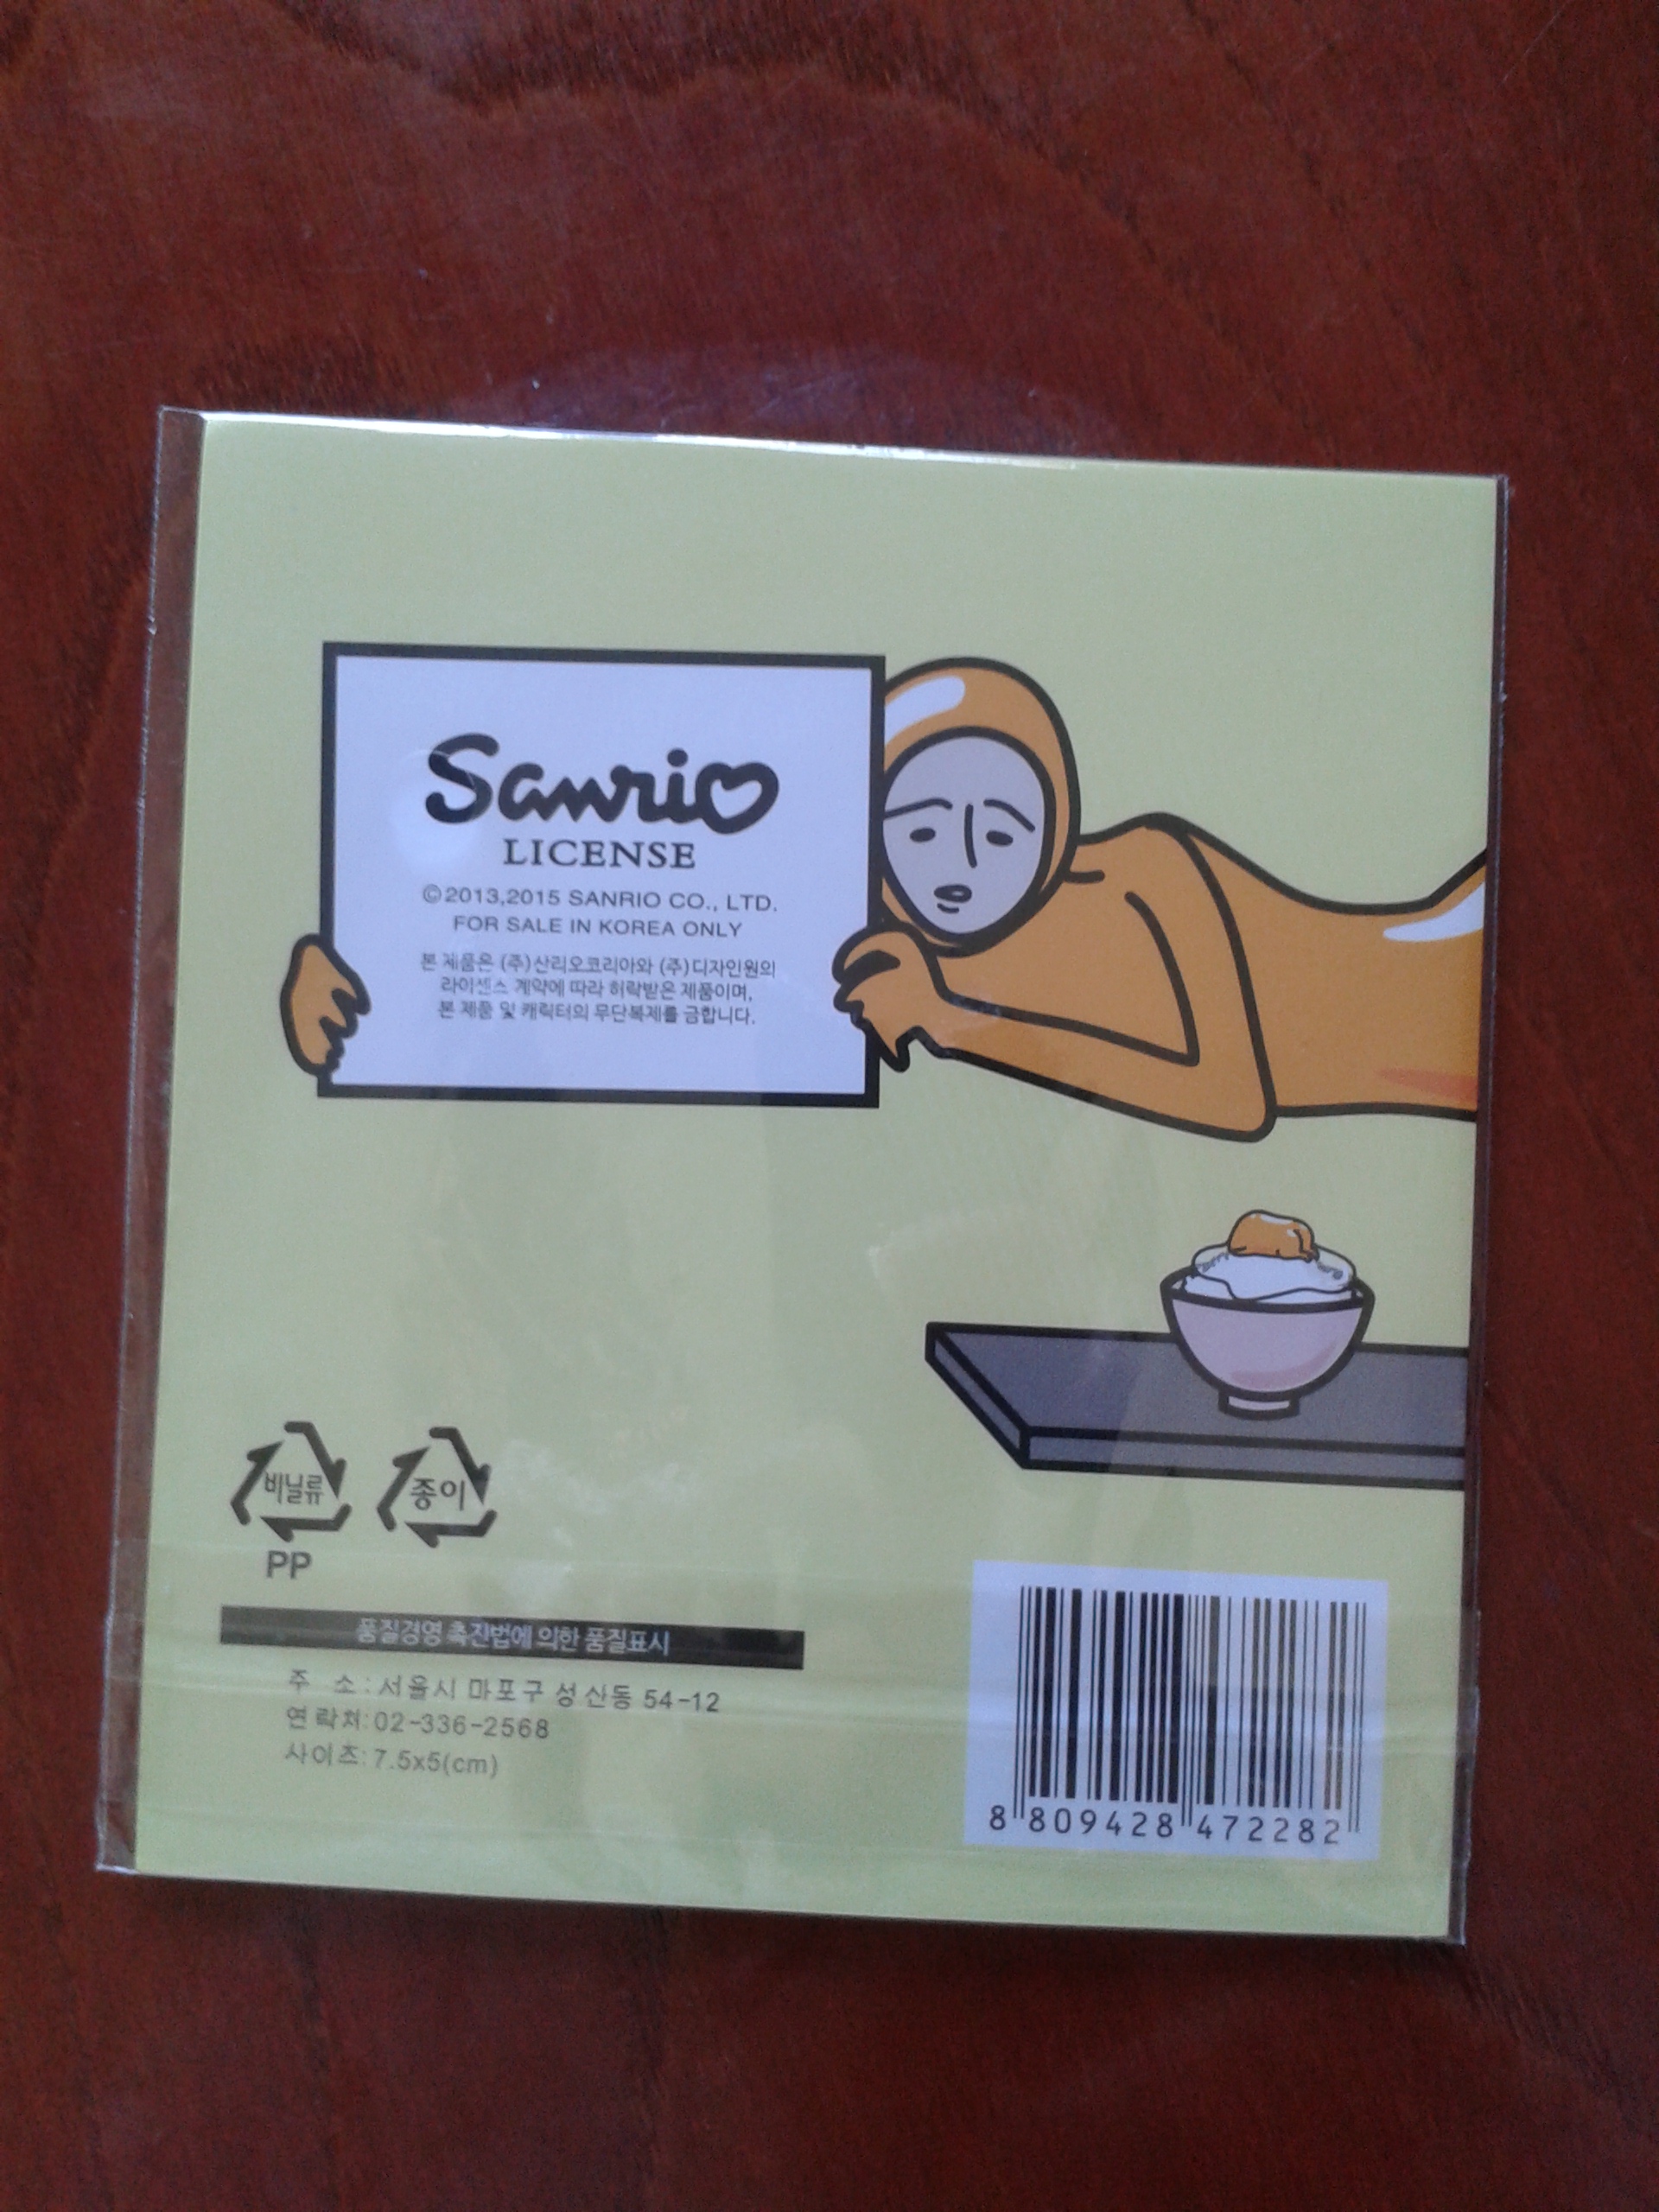 Sanrio
LICENSE
©2013,2015 SANRIO CO., LTD.
FOR SALE IN KOREA ONLY
본 제품은 (주)산리오코리아와 (주)디자인원의
라이센스 계약에 따라 허락받은 제품이며,
본 제품 및 캐릭터의 무단복제를 금합니다.
비닐류 종이
PP
품질경영 촉진법에 의한 품질표시
주 소: 서울시 마포구 성산동 54-12
연락처: 02-336-2568
사이즈: 7.5x5(cm)
8 809428 472282